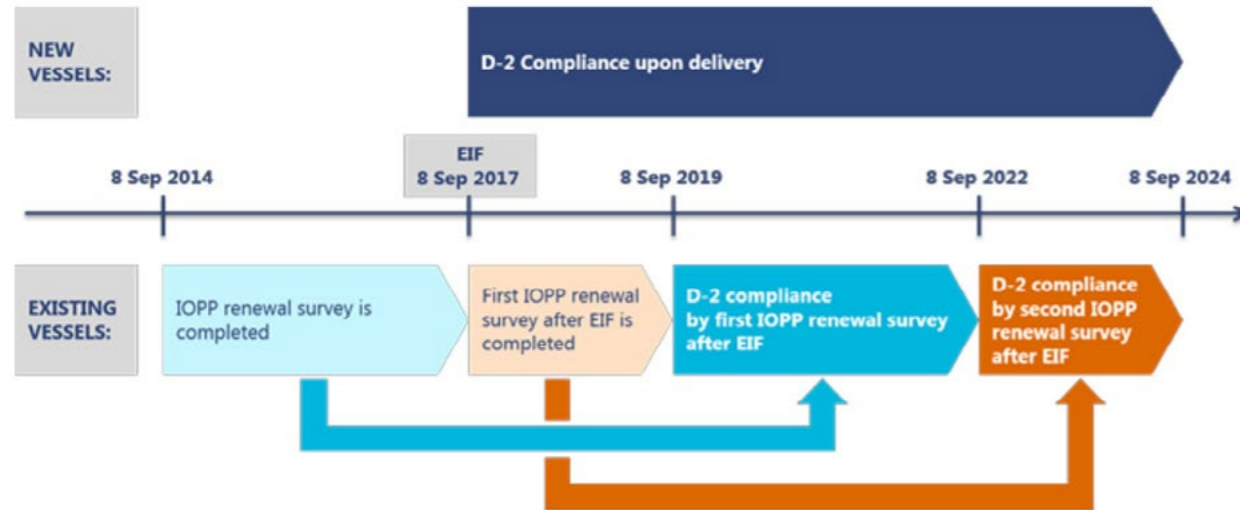 NEW
VESSELS:
D-2 Compliance upon delivery
EIF
8 Sep 2014
8 Sep 2017
8 Sep 2019
8 Sep 2022
8 Sep 2024
EXISTING
VESSELS:
IOPP renewal survey is
completed
First IOPP renewal
survey after EIF is
completed
D-2 compliance
by first IOPP renewal survey
after EIF
D-2 compliance
by second IOPP
renewal survey
after EIF